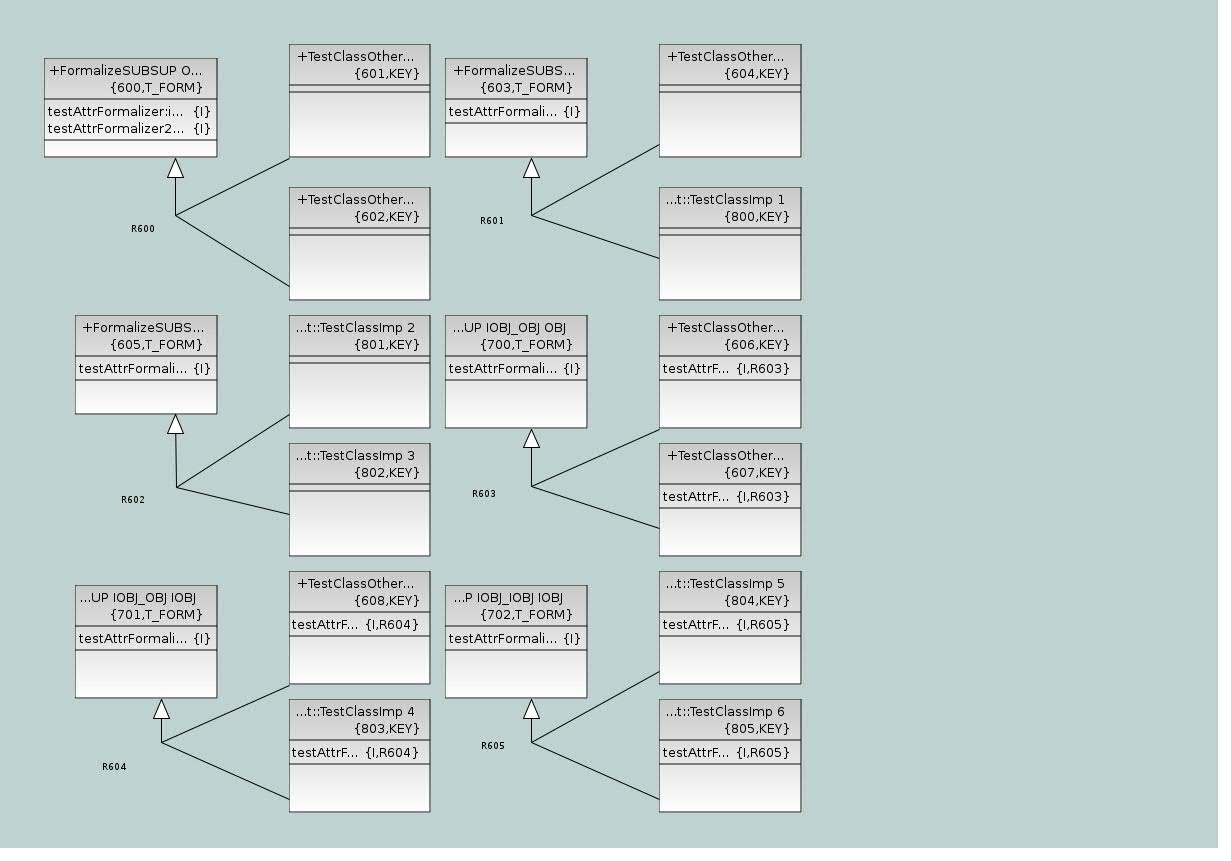 +FormalizeSUBSUP O...
{600,T_FORM}
testAttrFormalizer:i... {I}
testAttrFormalizer2... {I}
+TestClassOther...
{601,KEY}
+TestClassOther...
{602,KEY}
R600
+FormalizeSUBS...
{603,T_FORM}
testAttrFormali... {I}
+TestClassOther...
{604,KEY}
...t::TestClassImp 1
{800,KEY}
R601
+FormalizeSUBS...
{605,T_FORM}
testAttrFormali... {I}
...t::TestClassImp 2
{801,KEY}
...t::TestClassImp 3
{802,KEY}
R602
...UP IOBJ_OBJ OBJ
{700,T_FORM}
testAttrFormali... {I}
+TestClassOther...
{606,KEY}
testAttrF... {I,R603}
+TestClassOther...
{607,KEY}
testAttrF... {I,R603}
R603
...UP IOBJ_OBJ IOBJ
{701,T_FORM}
testAttrFormali... {I}
+TestClassOther...
{608,KEY}
testAttrF... {I,R604}
...t::TestClassImp 4
{803,KEY}
testAttrF... {I,R604}
R604
...P IOBJ_IOBJ IOBJ
{702,T_FORM}
testAttrFormali... {I}
...t::TestClassImp 5
{804,KEY}
testAttrF... {I,R605}
...t::TestClassImp 6
{805,KEY}
testAttrF... {I,R605}
R605